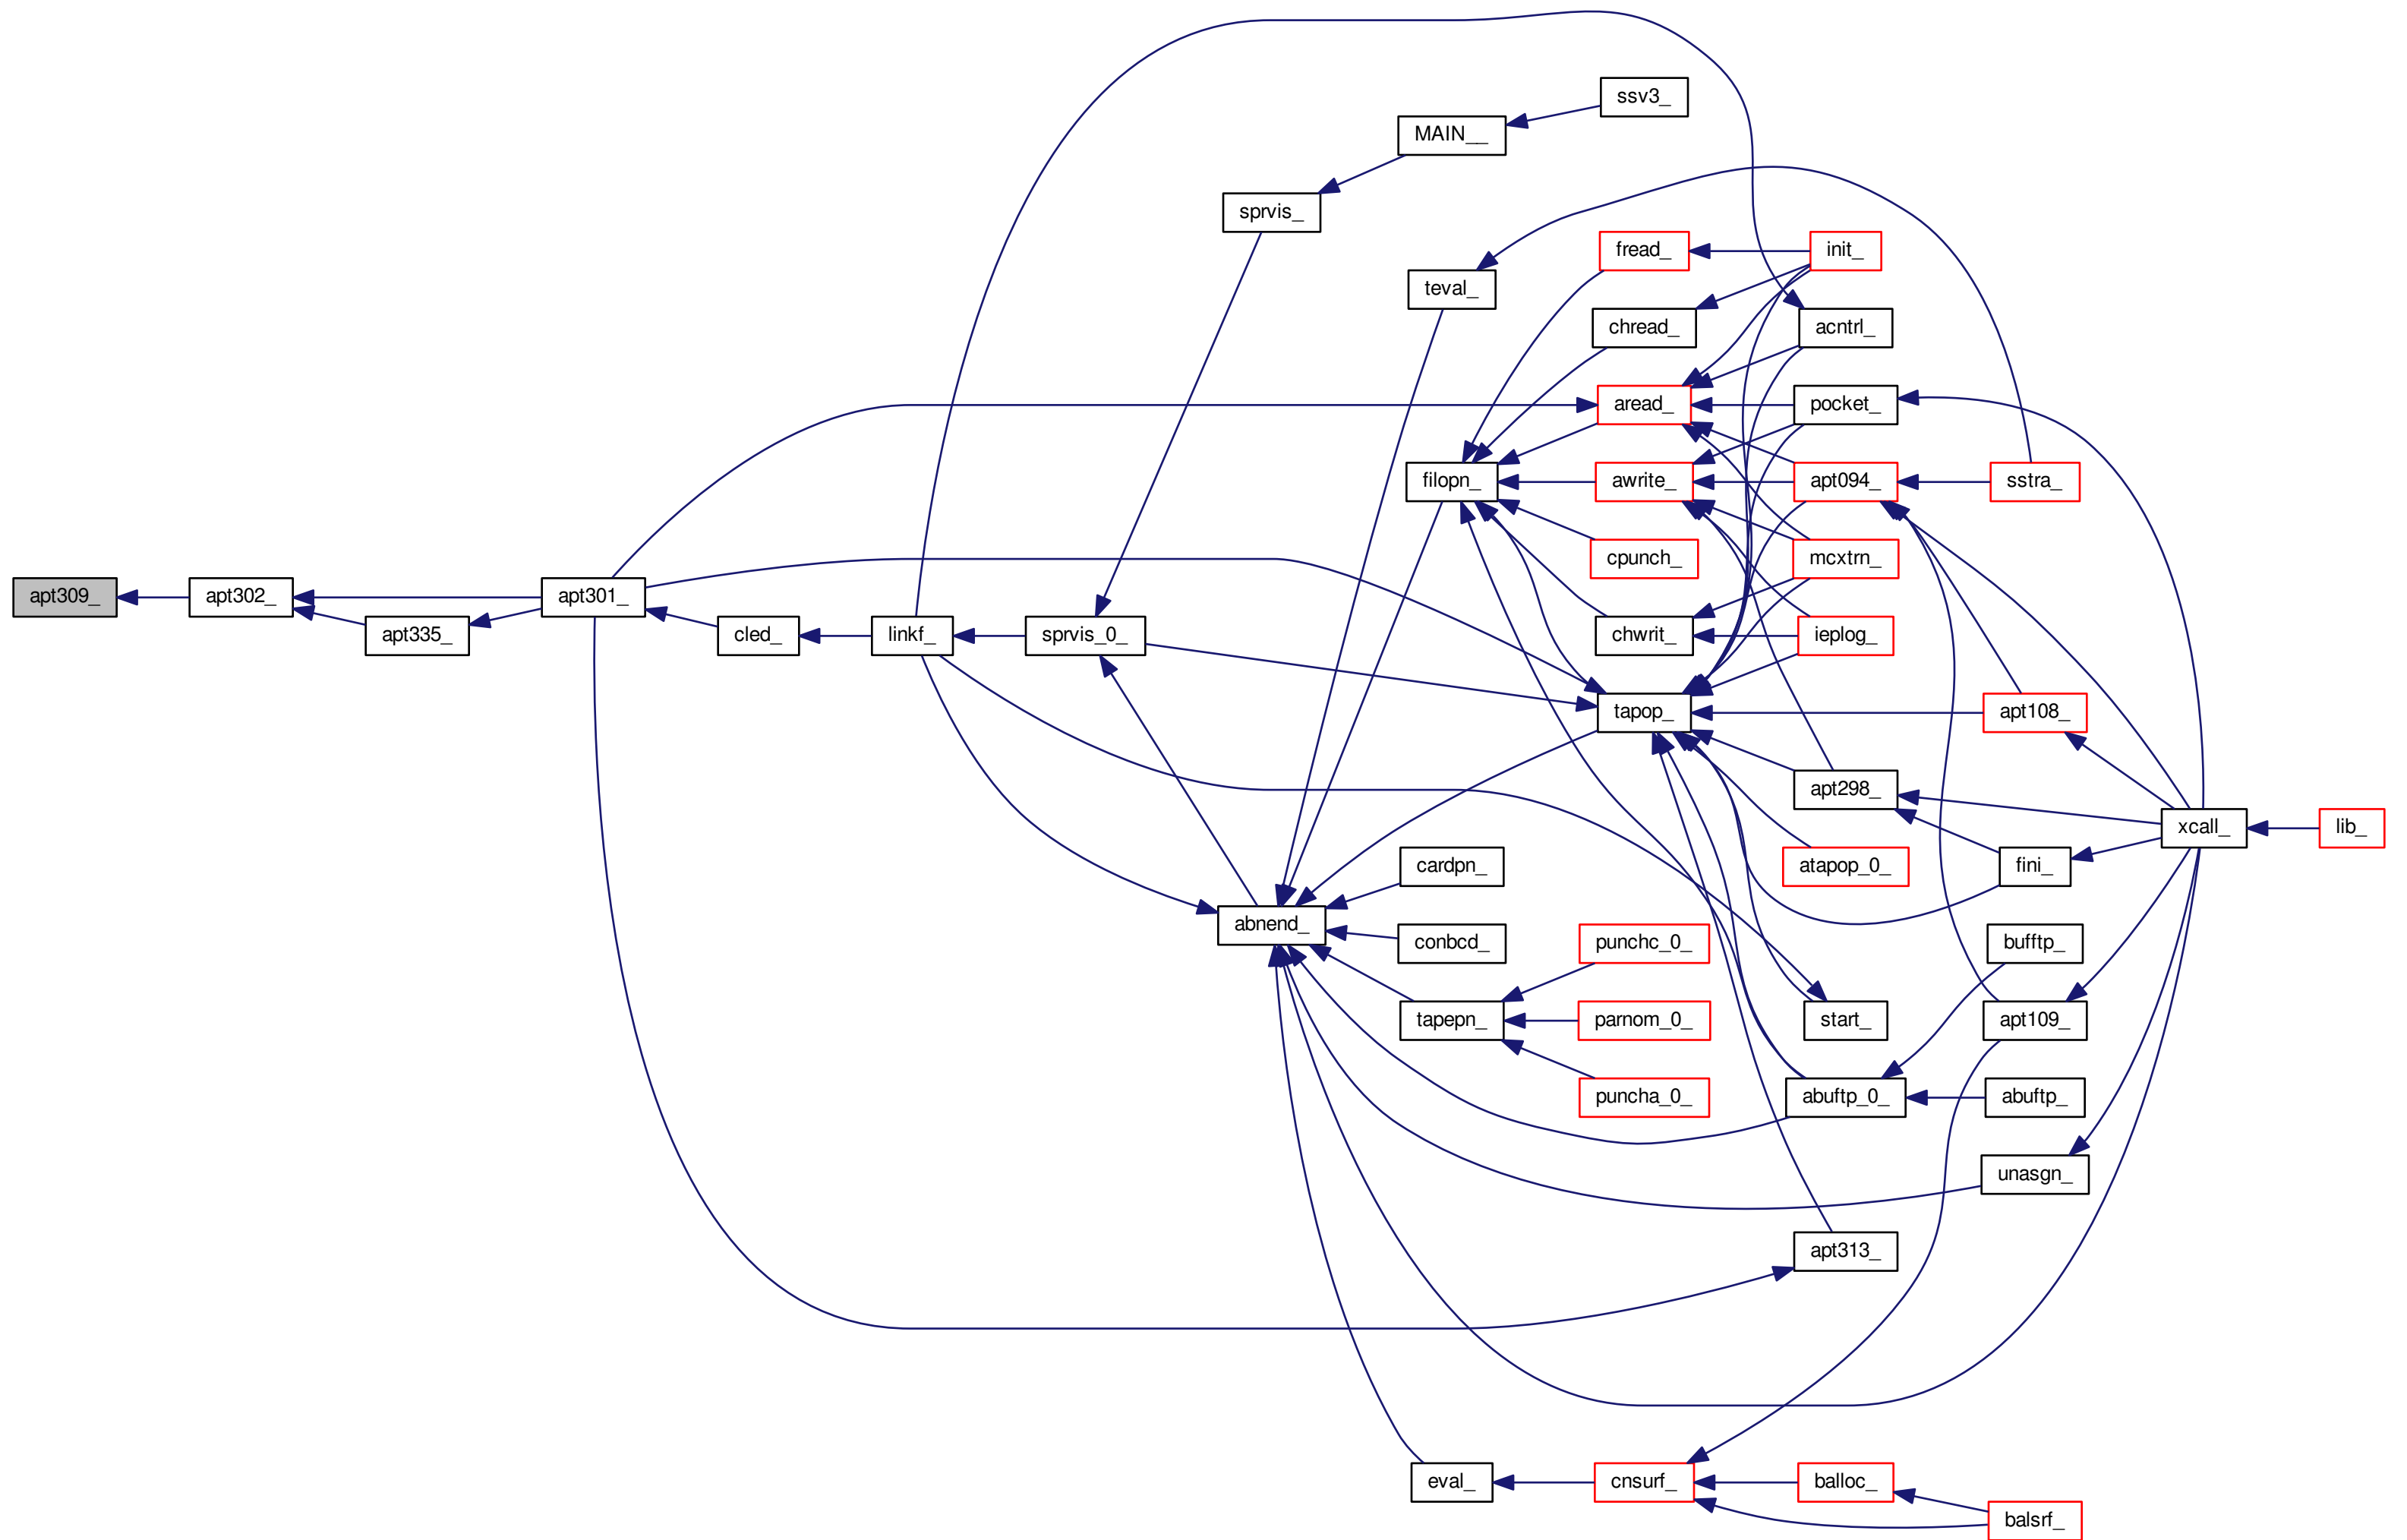 ssv3_
MAIN__
sprvis_
fread_
init_
teval_
chread_
acntrl_
aread_
pocket_
filopn_
awrite_
apt094_
sstra_
cpunch_
mcxtrn_
apt309_
apt302_
apt301_
apt335_
cled_
linkf_
sprvis_0_
chwrit_
ieplog_
tapop_
apt108_
apt298_
xcall_
lib_
cardpn_
atapop_0_
fini_
abnend_
conbcd_
punchc_0_
bufftp_
tapepn_
parnom_0_
start_
apt109_
puncha_0_
abuftp_0_
abuftp_
unasgn_
apt313_
eval_
cnsurf_
balloc_
balsrf_